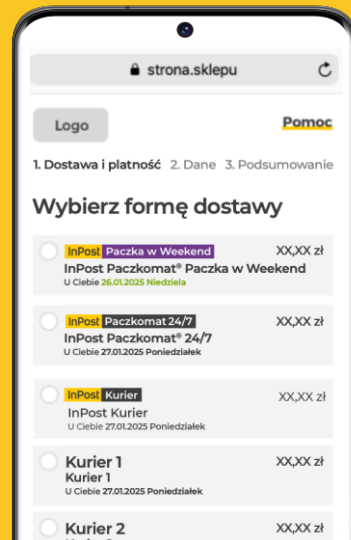 strona.sklepu
Logo
Pomoc
1. Dostawa i płatność 2. Dane 3. Podsumowanie
Wybierz formę dostawy
InPost Paczka w Weekend XX,XX zł
InPost Paczkomat® Paczka w Weekend
U Ciebie 26.01.2025 Niedziela
InPost Paczkomat 24/7 XX,XX zł
InPost Paczkomat® 24/7
U Ciebie 27.01.2025 Poniedziałek
InPost Kurier XX,XX zł
InPost Kurier
U Ciebie 27.01.2025 Poniedziałek
Kurier 1 XX,XX zł
Kurier 1
U Ciebie 27.01.2025 Poniedziałek
Kurier 2 XX,XX zł